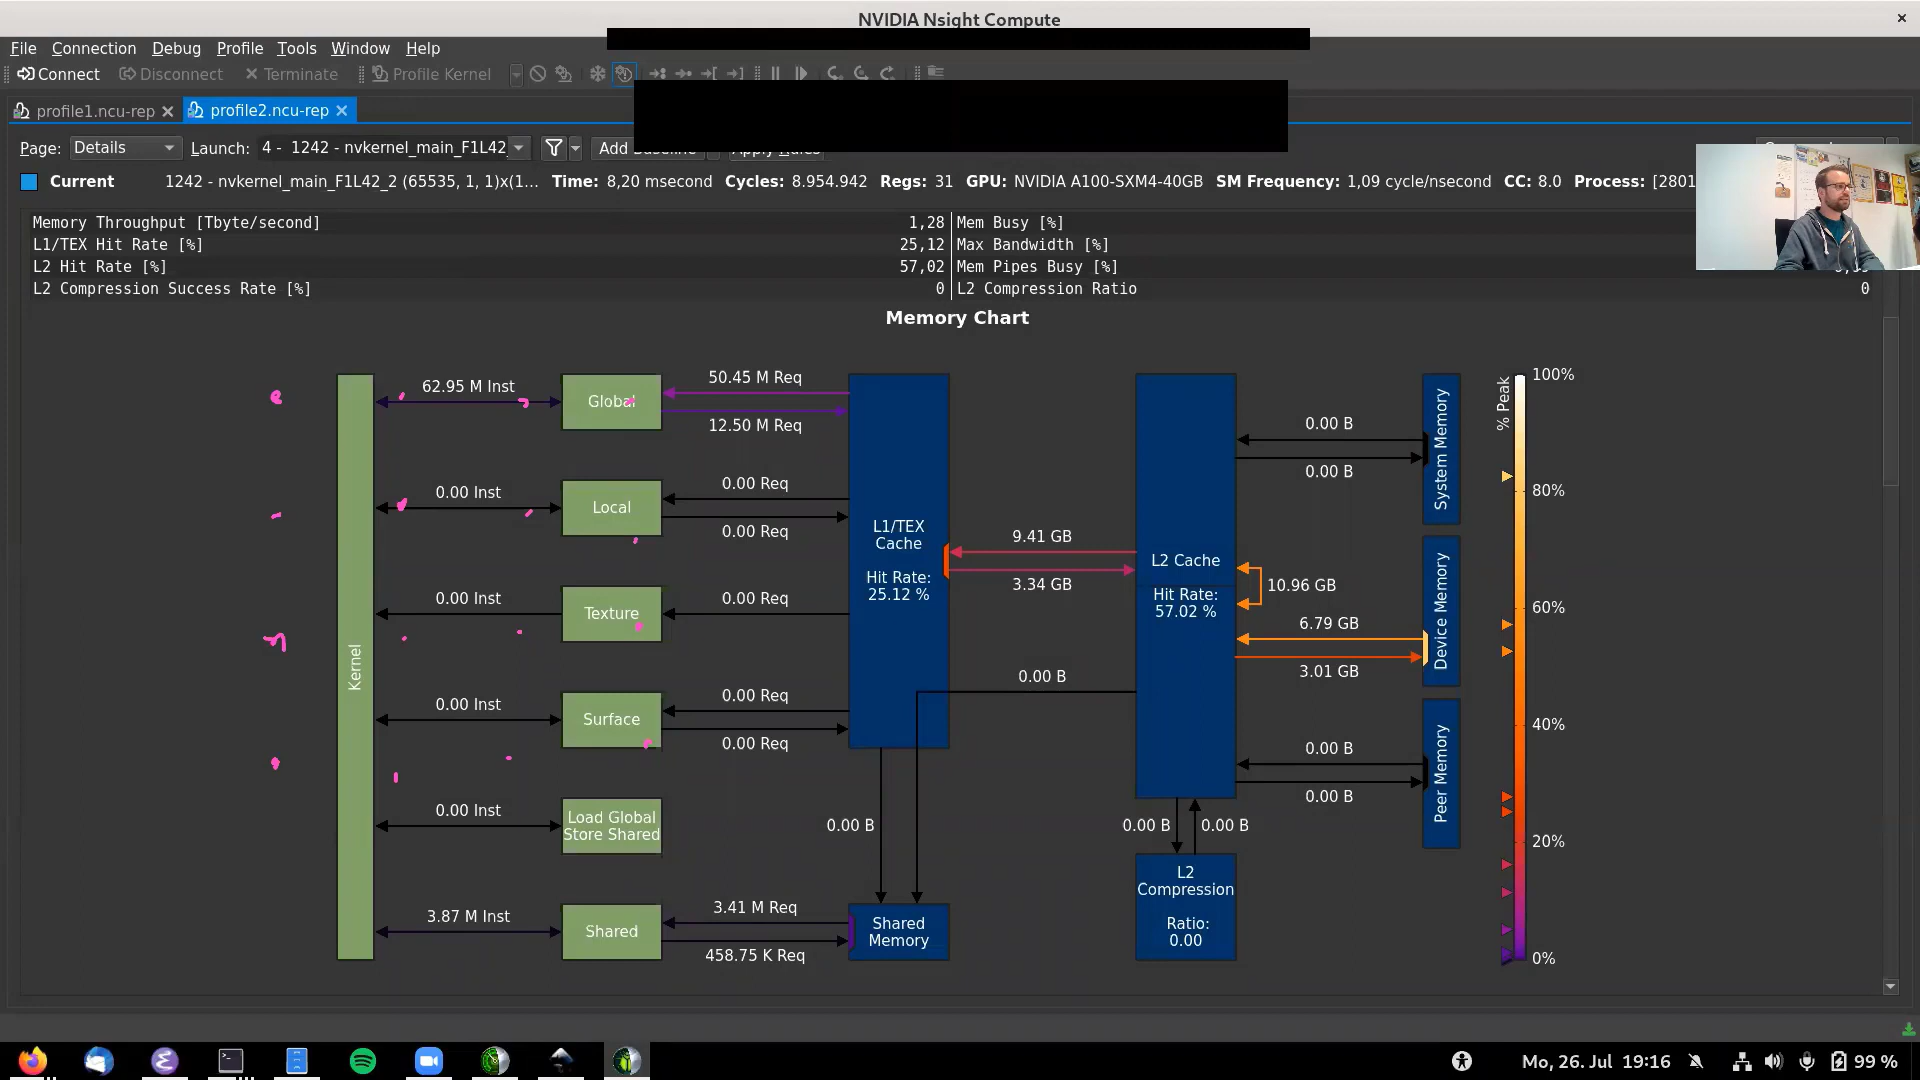 NVIDIA Nsight Compute
File Connection Debug Profile Tools Window Help
Connect Disconnect Terminate Profile Kernel
profile1.ncu-rep profile2.ncu-rep
Page: Details Launch: 4 - 1242 - nvkernel_main_F1L42_ Add Baseline Apply Rules
Current 1242 - nvkernel_main_F1L42_2 (65535, 1, 1)x(1... Time: 8,20 msecond Cycles: 8.954.942 Regs: 31 GPU: NVIDIA A100-SXM4-40GB SM Frequency: 1,09 cycle/nsecond CC: 8.0 Process: [2801
Memory Throughput [Tbyte/second] 1,28 Mem Busy [%]
L1/TEX Hit Rate [%] 25,12 Max Bandwidth [%]
L2 Hit Rate [%] 57,02 Mem Pipes Busy [%]
L2 Compression Success Rate [%] 0 L2 Compression Ratio 0
Memory Chart
Kernel
62.95 M Inst
Global
50.45 M Req
12.50 M Req
0.00 Inst
Local
0.00 Req
0.00 Req
0.00 Inst
Texture
0.00 Req
0.00 Inst
Surface
0.00 Req
0.00 Req
0.00 Inst
Load Global
Store Shared
3.87 M Inst
Shared
3.41 M Req
458.75 K Req
L1/TEX
Cache
Hit Rate:
25.12 %
0.00 B
Shared
Memory
9.41 GB
3.34 GB
0.00 B
L2 Cache
Hit Rate:
57.02 %
0.00 B 0.00 B
L2
Compression
Ratio:
0.00
0.00 B
0.00 B
10.96 GB
6.79 GB
3.01 GB
0.00 B
0.00 B
System Memory
Device Memory
Peer Memory
% Peak
100%
80%
60%
40%
20%
0%
Mo, 26. Jul 19:16 99 %